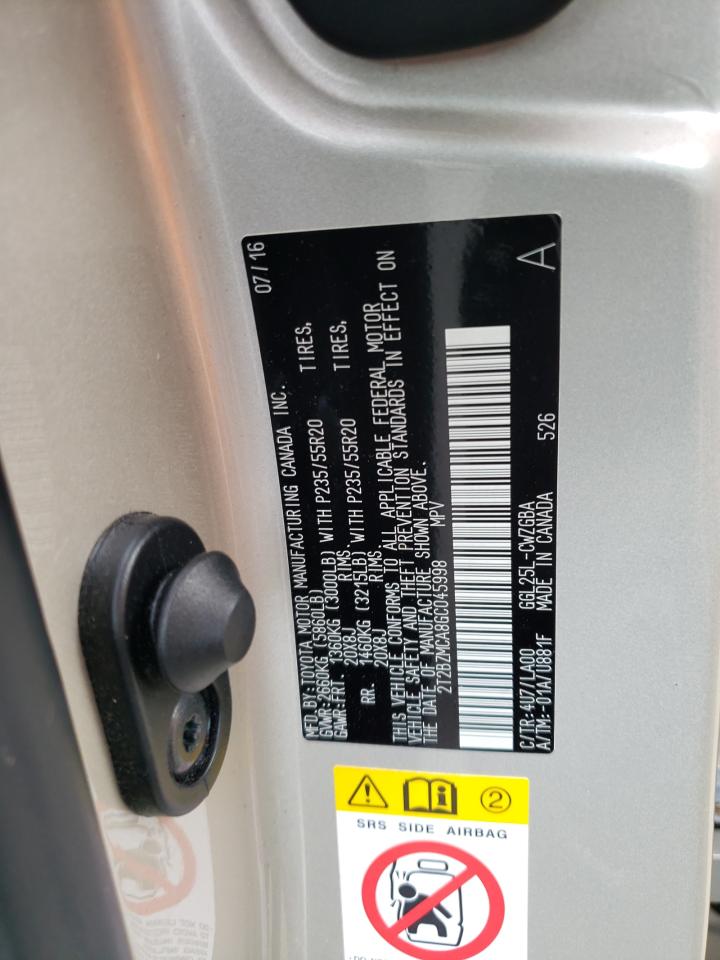 MFD.BY:TOYOTA MOTOR MANUFACTURING CANADA INC. 07/16
GVWR:2660KG(5860LB)
GAWR:FRT. 1360KG (3000LB) WITH P235/55R20 TIRES,
20X8J RIMS.
RR. 1460KG (3215LB) WITH P235/55R20 TIRES,
20X8J RIMS.
THIS VEHICLE CONFORMS TO ALL APPLICABLE FEDERAL MOTOR
VEHICLE SAFETY AND THEFT PREVENTION STANDARDS IN EFFECT ON
THE DATE OF MANUFACTURE SHOWN ABOVE.
2T2BZMCA8GC045998 MPV
C/TR:4U7/LA00 GGL25L-CWZGBA
A/TM:-01A/U881F MADE IN CANADA 526
A
2
SRS SIDE AIRBAG